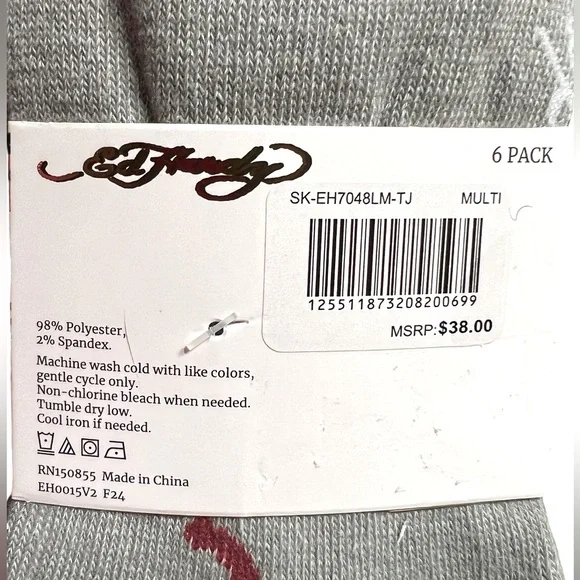 Ed Hardy
6 PACK
SK-EH7048LM-TJ MULTI
125511873208200699
MSRP:$38.00
98% Polyester,
2% Spandex.
Machine wash cold with like colors,
gentle cycle only.
Non-chlorine bleach when needed.
Tumble dry low.
Cool iron if needed.
RN150855 Made in China
EH0015V2 F24